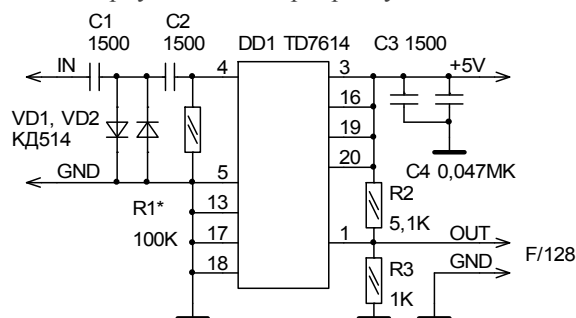 C1
1500
C2
1500
DD1 TD7614
C3 1500
IN
4
3
+5V
VD1, VD2
КД514
16
19
20
C4 0,047МК
GND
5
R1*
100K
13
17
18
R2
5,1K
1
OUT
GND
F/128
R3
1K